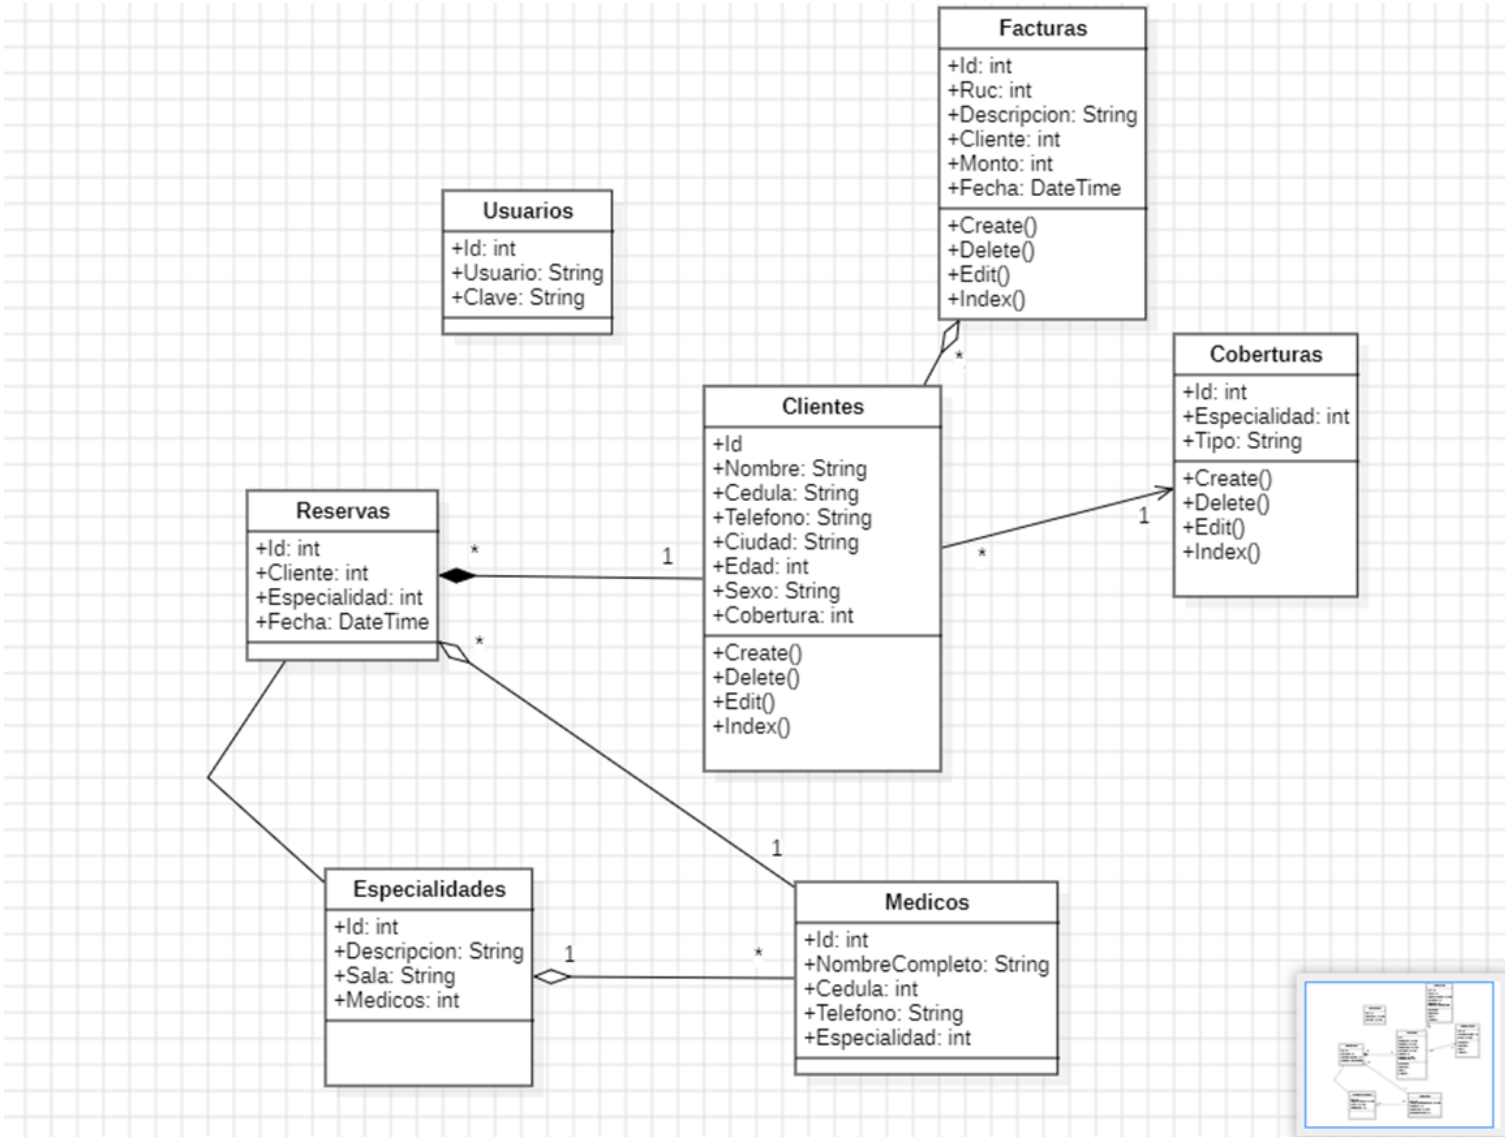 Facturas
+Id: int
+Ruc: int
+Descripcion: String
+Cliente: int
+Monto: int
+Fecha: DateTime
+Create()
+Delete()
+Edit()
+Index()
*
Usuarios
+Id: int
+Usuario: String
+Clave: String
Coberturas
+Id: int
+Especialidad: int
+Tipo: String
+Create()
+Delete()
+Edit()
+Index()
1
*
Clientes
+Id
+Nombre: String
+Cedula: String
+Telefono: String
+Ciudad: String
+Edad: int
+Sexo: String
+Cobertura: int
+Create()
+Delete()
+Edit()
+Index()
Reservas
+Id: int
+Cliente: int
+Especialidad: int
+Fecha: DateTime
* 1
*
1
Especialidades
+Id: int
+Descripcion: String
+Sala: String
+Medicos: int
1 *
Medicos
+Id: int
+NombreCompleto: String
+Cedula: int
+Telefono: String
+Especialidad: int